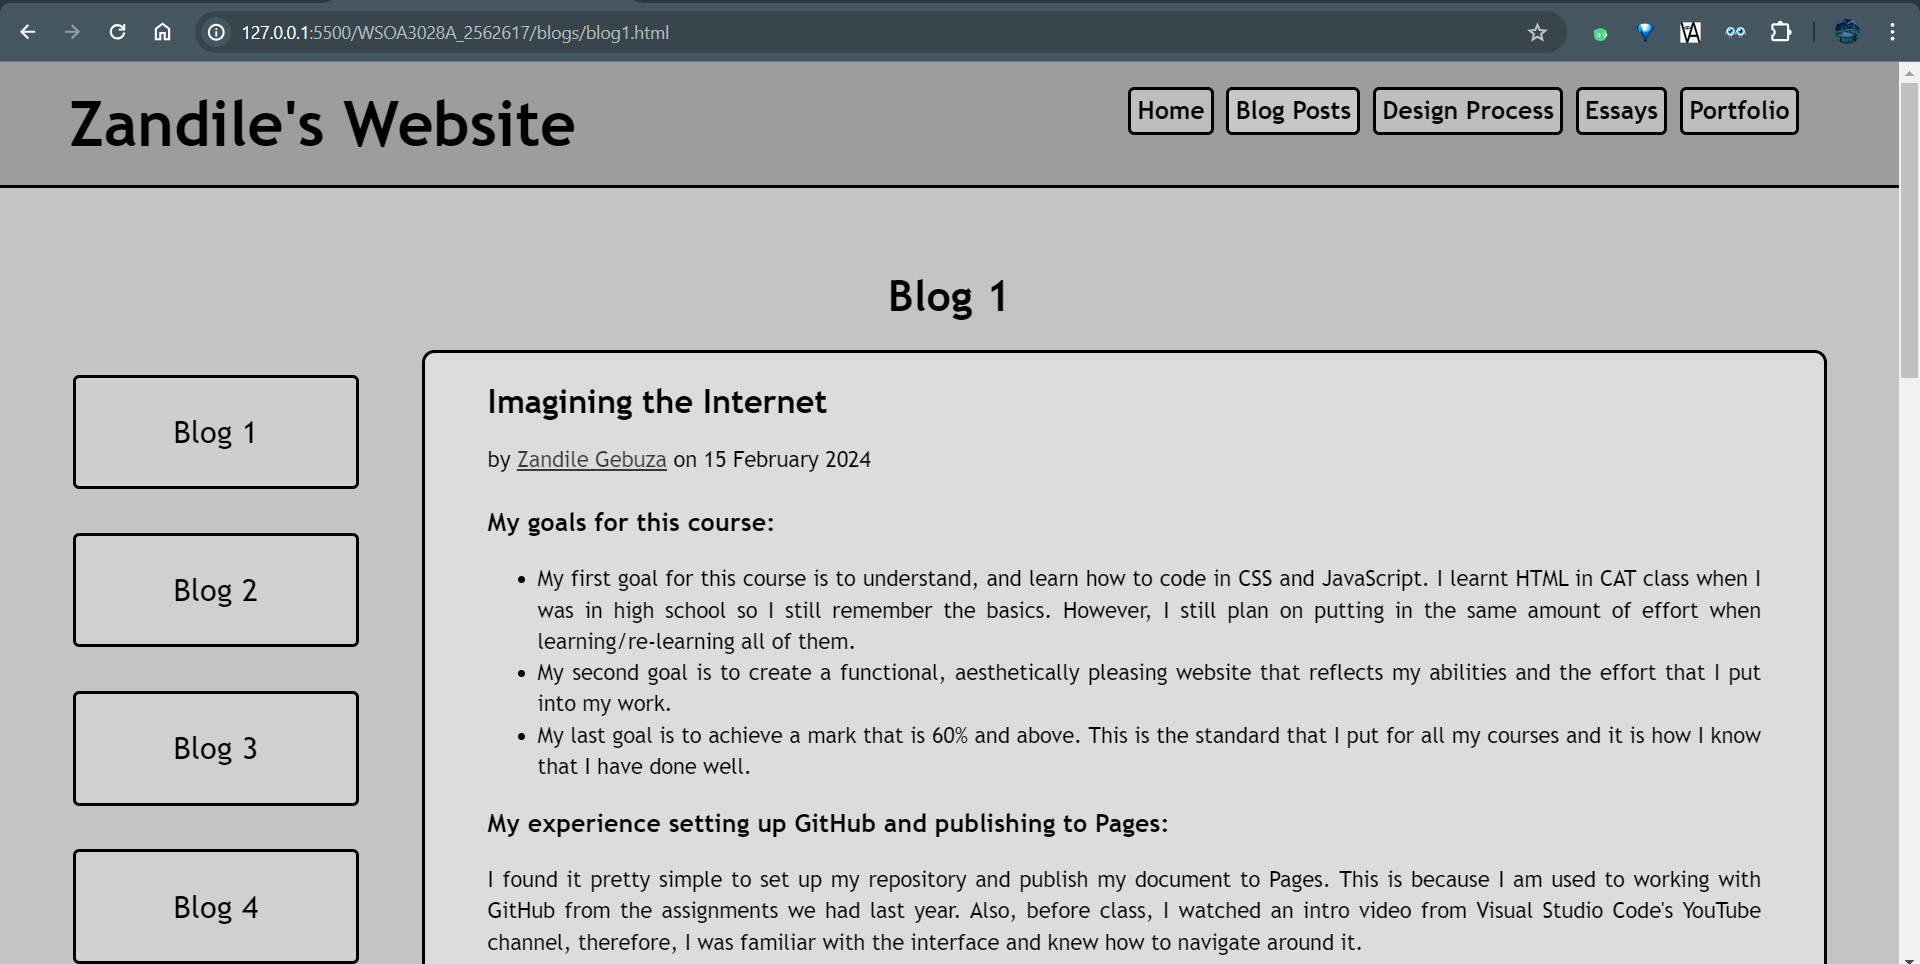 127.0.0.1:5500/WSOA3028A_2562617/blogs/blog1.html
Zandile's Website
Home Blog Posts Design Process Essays Portfolio
Blog 1
Blog 1
Blog 2
Blog 3
Blog 4
Imagining the Internet
by Zandile Gebuza on 15 February 2024
My goals for this course:
• My first goal for this course is to understand, and learn how to code in CSS and JavaScript. I learnt HTML in CAT class when I
was in high school so I still remember the basics. However, I still plan on putting in the same amount of effort when
learning/re-learning all of them.
• My second goal is to create a functional, aesthetically pleasing website that reflects my abilities and the effort that I put
into my work.
• My last goal is to achieve a mark that is 60% and above. This is the standard that I put for all my courses and it is how I know
that I have done well.
My experience setting up GitHub and publishing to Pages:
I found it pretty simple to set up my repository and publish my document to Pages. This is because I am used to working with
GitHub from the assignments we had last year. Also, before class, I watched an intro video from Visual Studio Code's YouTube
channel, therefore, I was familiar with the interface and knew how to navigate around it.